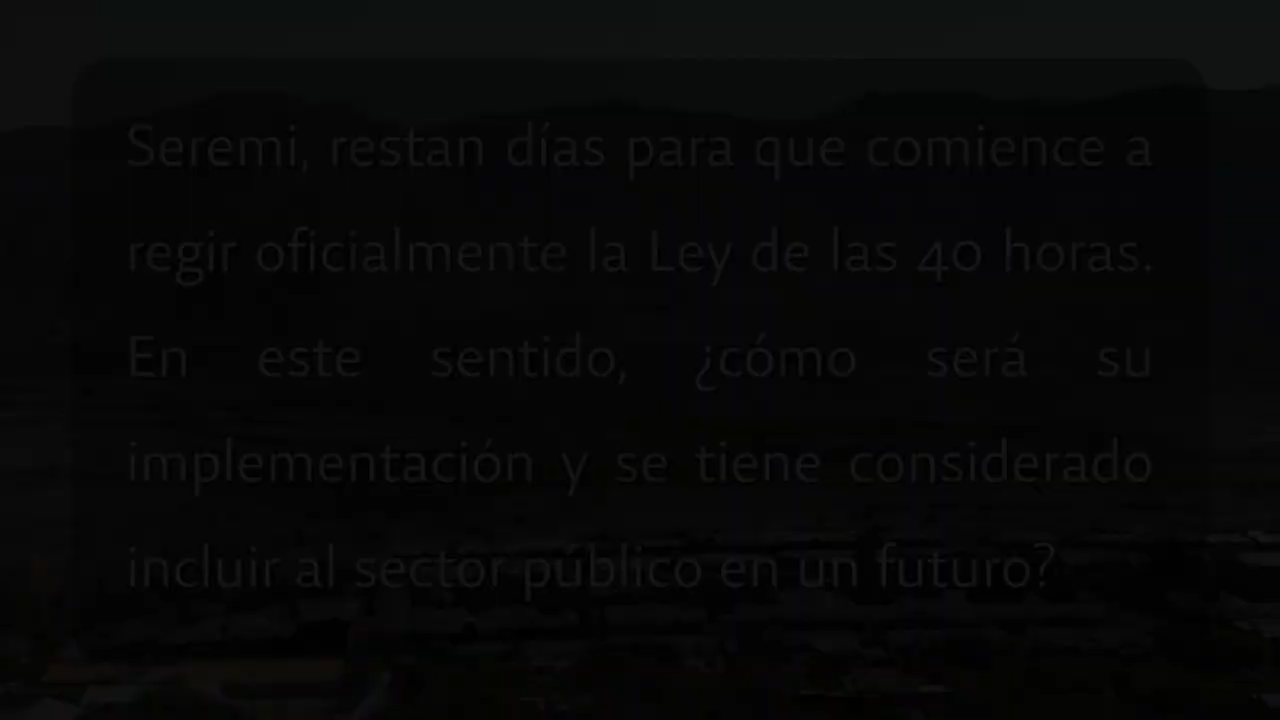 Seremi, restan días para que comience a
regir oficialmente la Ley de las 40 horas.
En este sentido, ¿cómo será su
implementación y se tiene considerado
incluir al sector público en un futuro?